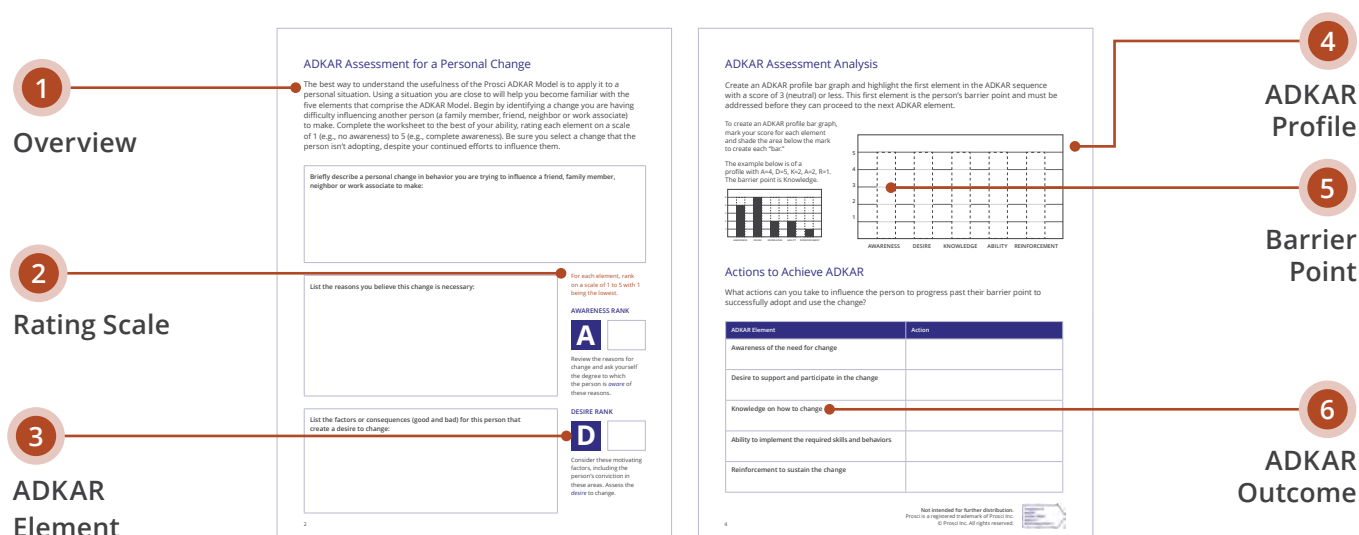 1
Overview
2
Rating Scale
3
ADKAR
Element
ADKAR Assessment for a Personal Change
The best way to understand the usefulness of the Prosci ADKAR Model is to apply it to a
personal situation. Using a situation you are close to will help you become familiar with the
five elements that comprise the ADKAR Model. Begin by identifying a change you are having
difficulty influencing another person (a family member, friend, neighbor or work associate)
to make. Complete the worksheet to the best of your ability, rating each element on a scale
of 1 (e.g., no awareness) to 5 (e.g., complete awareness). Be sure you select a change that the
person isn't adopting, despite your continued efforts to influence them.
Briefly describe a personal change in behavior you are trying to influence a friend, family member,
neighbor or work associate to make:
List the reasons you believe this change is necessary:
For each element, rank
on a scale of 1 to 5 with 1
being the lowest.
AWARENESS RANK
A
Review the reasons for
change and ask yourself
the degree to which
the person is aware of
these reasons.
List the factors or consequences (good and bad) for this person that
create a desire to change:
DESIRE RANK
D
Consider these motivating
factors, including the
person's conviction in
these areas. Assess the
desire to change.
2
ADKAR Assessment Analysis
Create an ADKAR profile bar graph and highlight the first element in the ADKAR sequence
with a score of 3 (neutral) or less. This first element is the person's barrier point and must be
addressed before they can proceed to the next ADKAR element.
To create an ADKAR profile bar graph,
mark your score for each element
and shade the area below the mark
to create each "bar."
The example below is of a
profile with A=4, D=5, K=2, A=2, R=1.
The barrier point is Knowledge.
5
4
3
2
1
AWARENESS DESIRE KNOWLEDGE ABILITY REINFORCEMENT
Actions to Achieve ADKAR
What actions can you take to influence the person to progress past their barrier point to
successfully adopt and use the change?
ADKAR Element Action
Awareness of the need for change
Desire to support and participate in the change
Knowledge on how to change
Ability to implement the required skills and behaviors
Reinforcement to sustain the change
Not intended for further distribution.
Prosci is a registered trademark of Prosci Inc.
© Prosci Inc. All rights reserved.
4
4
ADKAR
Profile
5
Barrier
Point
6
ADKAR
Outcome